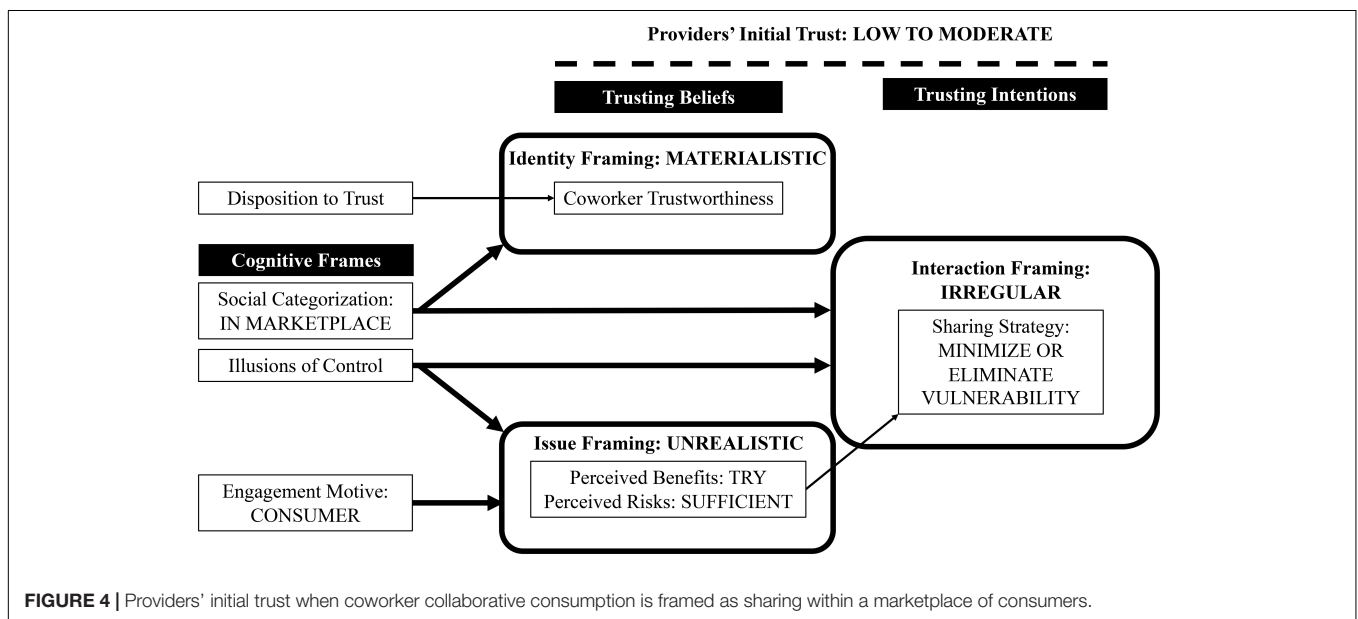 Providers' Initial Trust: LOW TO MODERATE
Trusting Beliefs
Trusting Intentions
Identity Framing: MATERIALISTIC
Disposition to Trust
Coworker Trustworthiness
Cognitive Frames
Social Categorization:
IN MARKETPLACE
Illusions of Control
Interaction Framing:
IRREGULAR
Sharing Strategy:
MINIMIZE OR
ELIMINATE
VULNERABILITY
Issue Framing: UNREALISTIC
Perceived Benefits: TRY
Perceived Risks: SUFFICIENT
Engagement Motive:
CONSUMER
FIGURE 4 | Providers' initial trust when coworker collaborative consumption is framed as sharing within a marketplace of consumers.